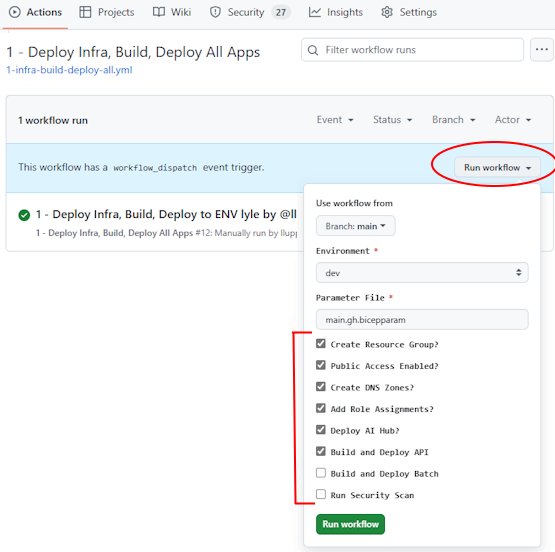 Actions Projects Wiki Security 27 Insights Settings
1 - Deploy Infra, Build, Deploy All Apps
1-infra-build-deploy-all.yml
Filter workflow runs
1 workflow run Event Status Branch Actor
This workflow has a workflow_dispatch event trigger.
Run workflow
Use workflow from
Branch: main
1 - Deploy Infra, Build, Deploy to ENV lyle by @ll
1 - Deploy Infra, Build, Deploy All Apps #12: Manually run by llupp
Environment *
dev
Parameter File *
main.gh.bicepparam
Create Resource Group?
Public Access Enabled?
Create DNS Zones?
Add Role Assignments?
Deploy AI Hub?
Build and Deploy API
Build and Deploy Batch
Run Security Scan
Run workflow